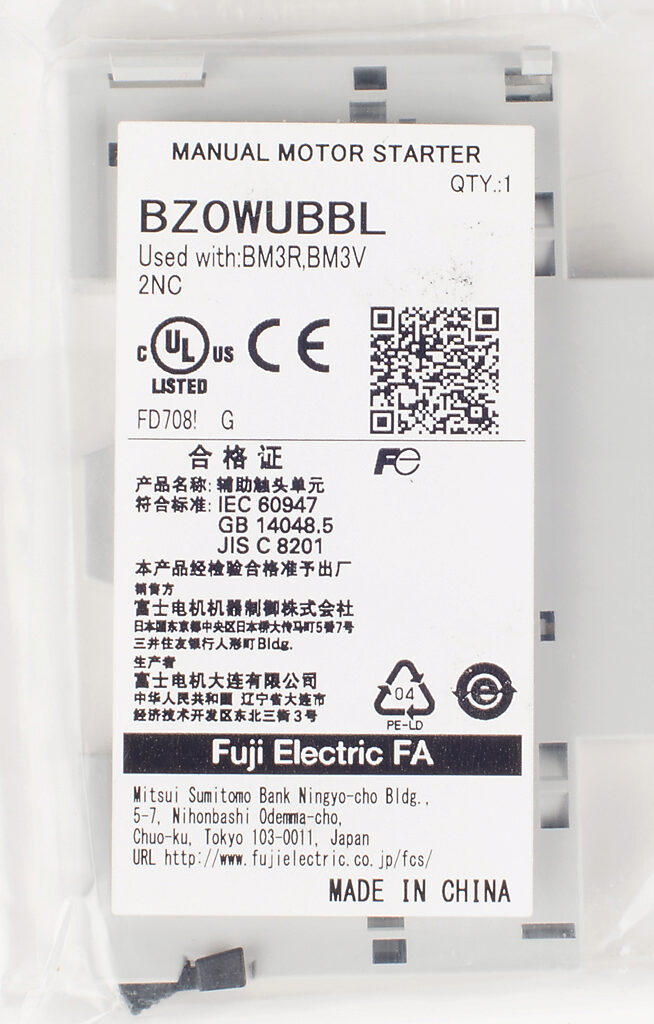 MANUAL MOTOR STARTER
QTY.:1
BZ0WUBBL
Used with:BM3R,BM3V
2NC
C UL US
LISTED
CE
FD708! G
合格证
Fe
产品名称: 辅助触头单元
符合标准: IEC 60947
GB 14048.5
JIS C 8201
本产品经检验合格准予出厂
销售方
富士电机机器制御株式会社
日本国东京都中央区日本桥大传马町5番7号
三井住友银行人形町Bldg.
生产者
富士电机大连有限公司
中华人民共和国 辽宁省大连市
经济技术开发区东北三街3号
04
PE-LD
e
Fuji Electric FA
Mitsui Sumitomo Bank Ningyo-cho Bldg.,
5-7, Nihonbashi Odemma-cho,
Chuo-ku, Tokyo 103-0011, Japan
URL http://www.fujielectric.co.jp/fcs/
MADE IN CHINA